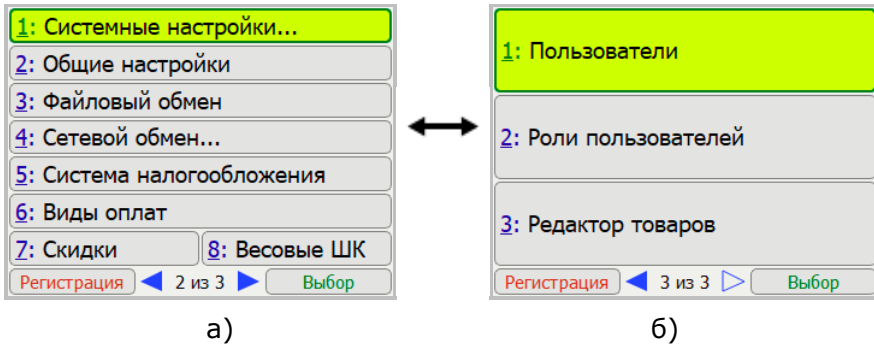 1: Системные настройки...
2: Общие настройки
3: Файловый обмен
4: Сетевой обмен...
5: Система налогообложения
6: Виды оплат
7: Скидки 8: Весовые ШК
Регистрация 2 из 3 Выбор
а)
1: Пользователи
2: Роли пользователей
3: Редактор товаров
Регистрация 3 из 3 Выбор
б)